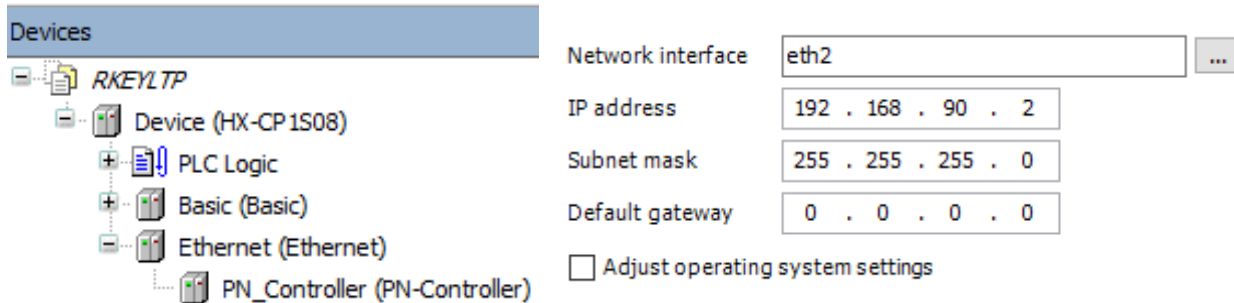 Devices
RKEYLTP
Device (HX-CP1S08)
PLC Logic
Basic (Basic)
Ethernet (Ethernet)
PN_Controller (PN-Controller)
Network interface eth2 ...
IP address 192 . 168 . 90 . 2
Subnet mask 255 . 255 . 255 . 0
Default gateway 0 . 0 . 0 . 0
Adjust operating system settings